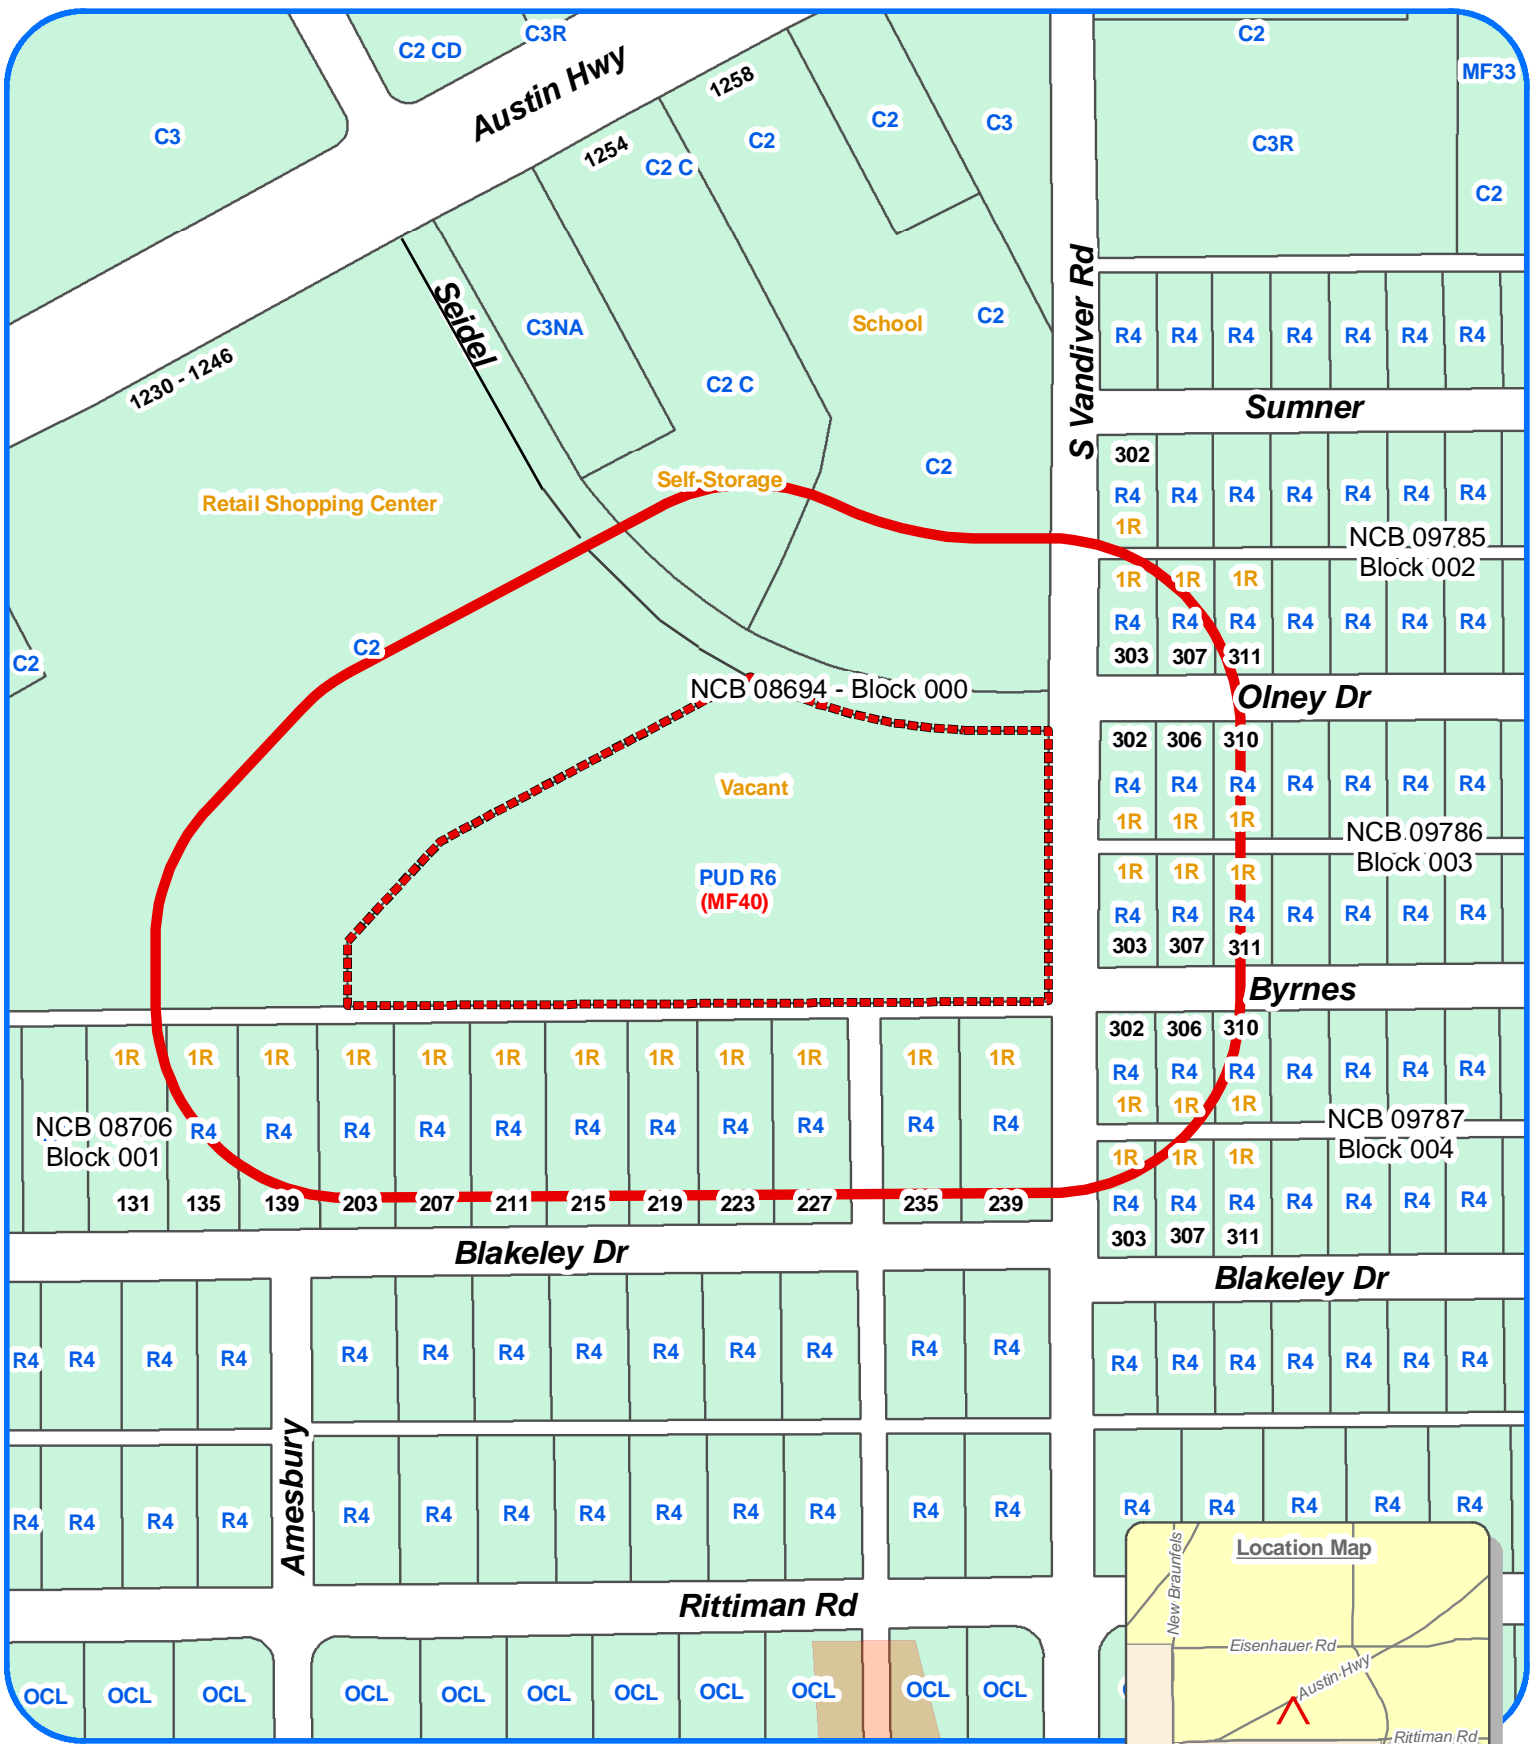 C2 CD
C3R
C2
MF33
C3
Austin Hwy
1258
C2
C2
C3
C3R
1254
C2 C
C2
S Vandiver Rd
Seidel
C3NA
School
C2
R4 R4 R4 R4 R4 R4 R4
1230 - 1246
C2 C
Sumner
302
C2
Self-Storage
R4 R4 R4 R4 R4 R4 R4
Retail Shopping Center
1R
NCB 09785
Block 002
1R 1R 1R
R4 R4 R4 R4 R4 R4 R4
C2
C2
303 307 311
NCB 08694 - Block 000
Olney Dr
302 306 310
Vacant
R4 R4 R4 R4 R4 R4 R4
1R 1R 1R
NCB 09786
Block 003
1R 1R 1R
PUD R6
(MF40)
R4 R4 R4 R4 R4 R4 R4
303 307 311
Byrnes
302 306 310
1R 1R 1R 1R 1R 1R 1R 1R 1R 1R 1R 1R
R4 R4 R4 R4 R4 R4 R4
1R 1R 1R
NCB 08706
Block 001
R4 R4 R4 R4 R4 R4 R4 R4 R4 R4 R4
NCB 09787
Block 004
1R 1R 1R
R4 R4 R4 R4 R4 R4 R4
131 135 139 203 207 211 215 219 223 227 235 239
303 307 311
Blakeley Dr
Blakeley Dr
R4 R4 R4 R4 R4 R4 R4 R4 R4 R4 R4 R4 R4 R4 R4 R4 R4 R4 R4 R4
Amesbury
R4 R4 R4 R4 R4 R4 R4 R4 R4 R4 R4 R4 R4 R4 R4 R4 R4 R4
Rittiman Rd
OCL OCL OCL OCL OCL OCL OCL OCL OCL OCL OCL
Location Map
New Braunfels
Eisenhauer Rd
Austin Hwy
Rittiman Rd